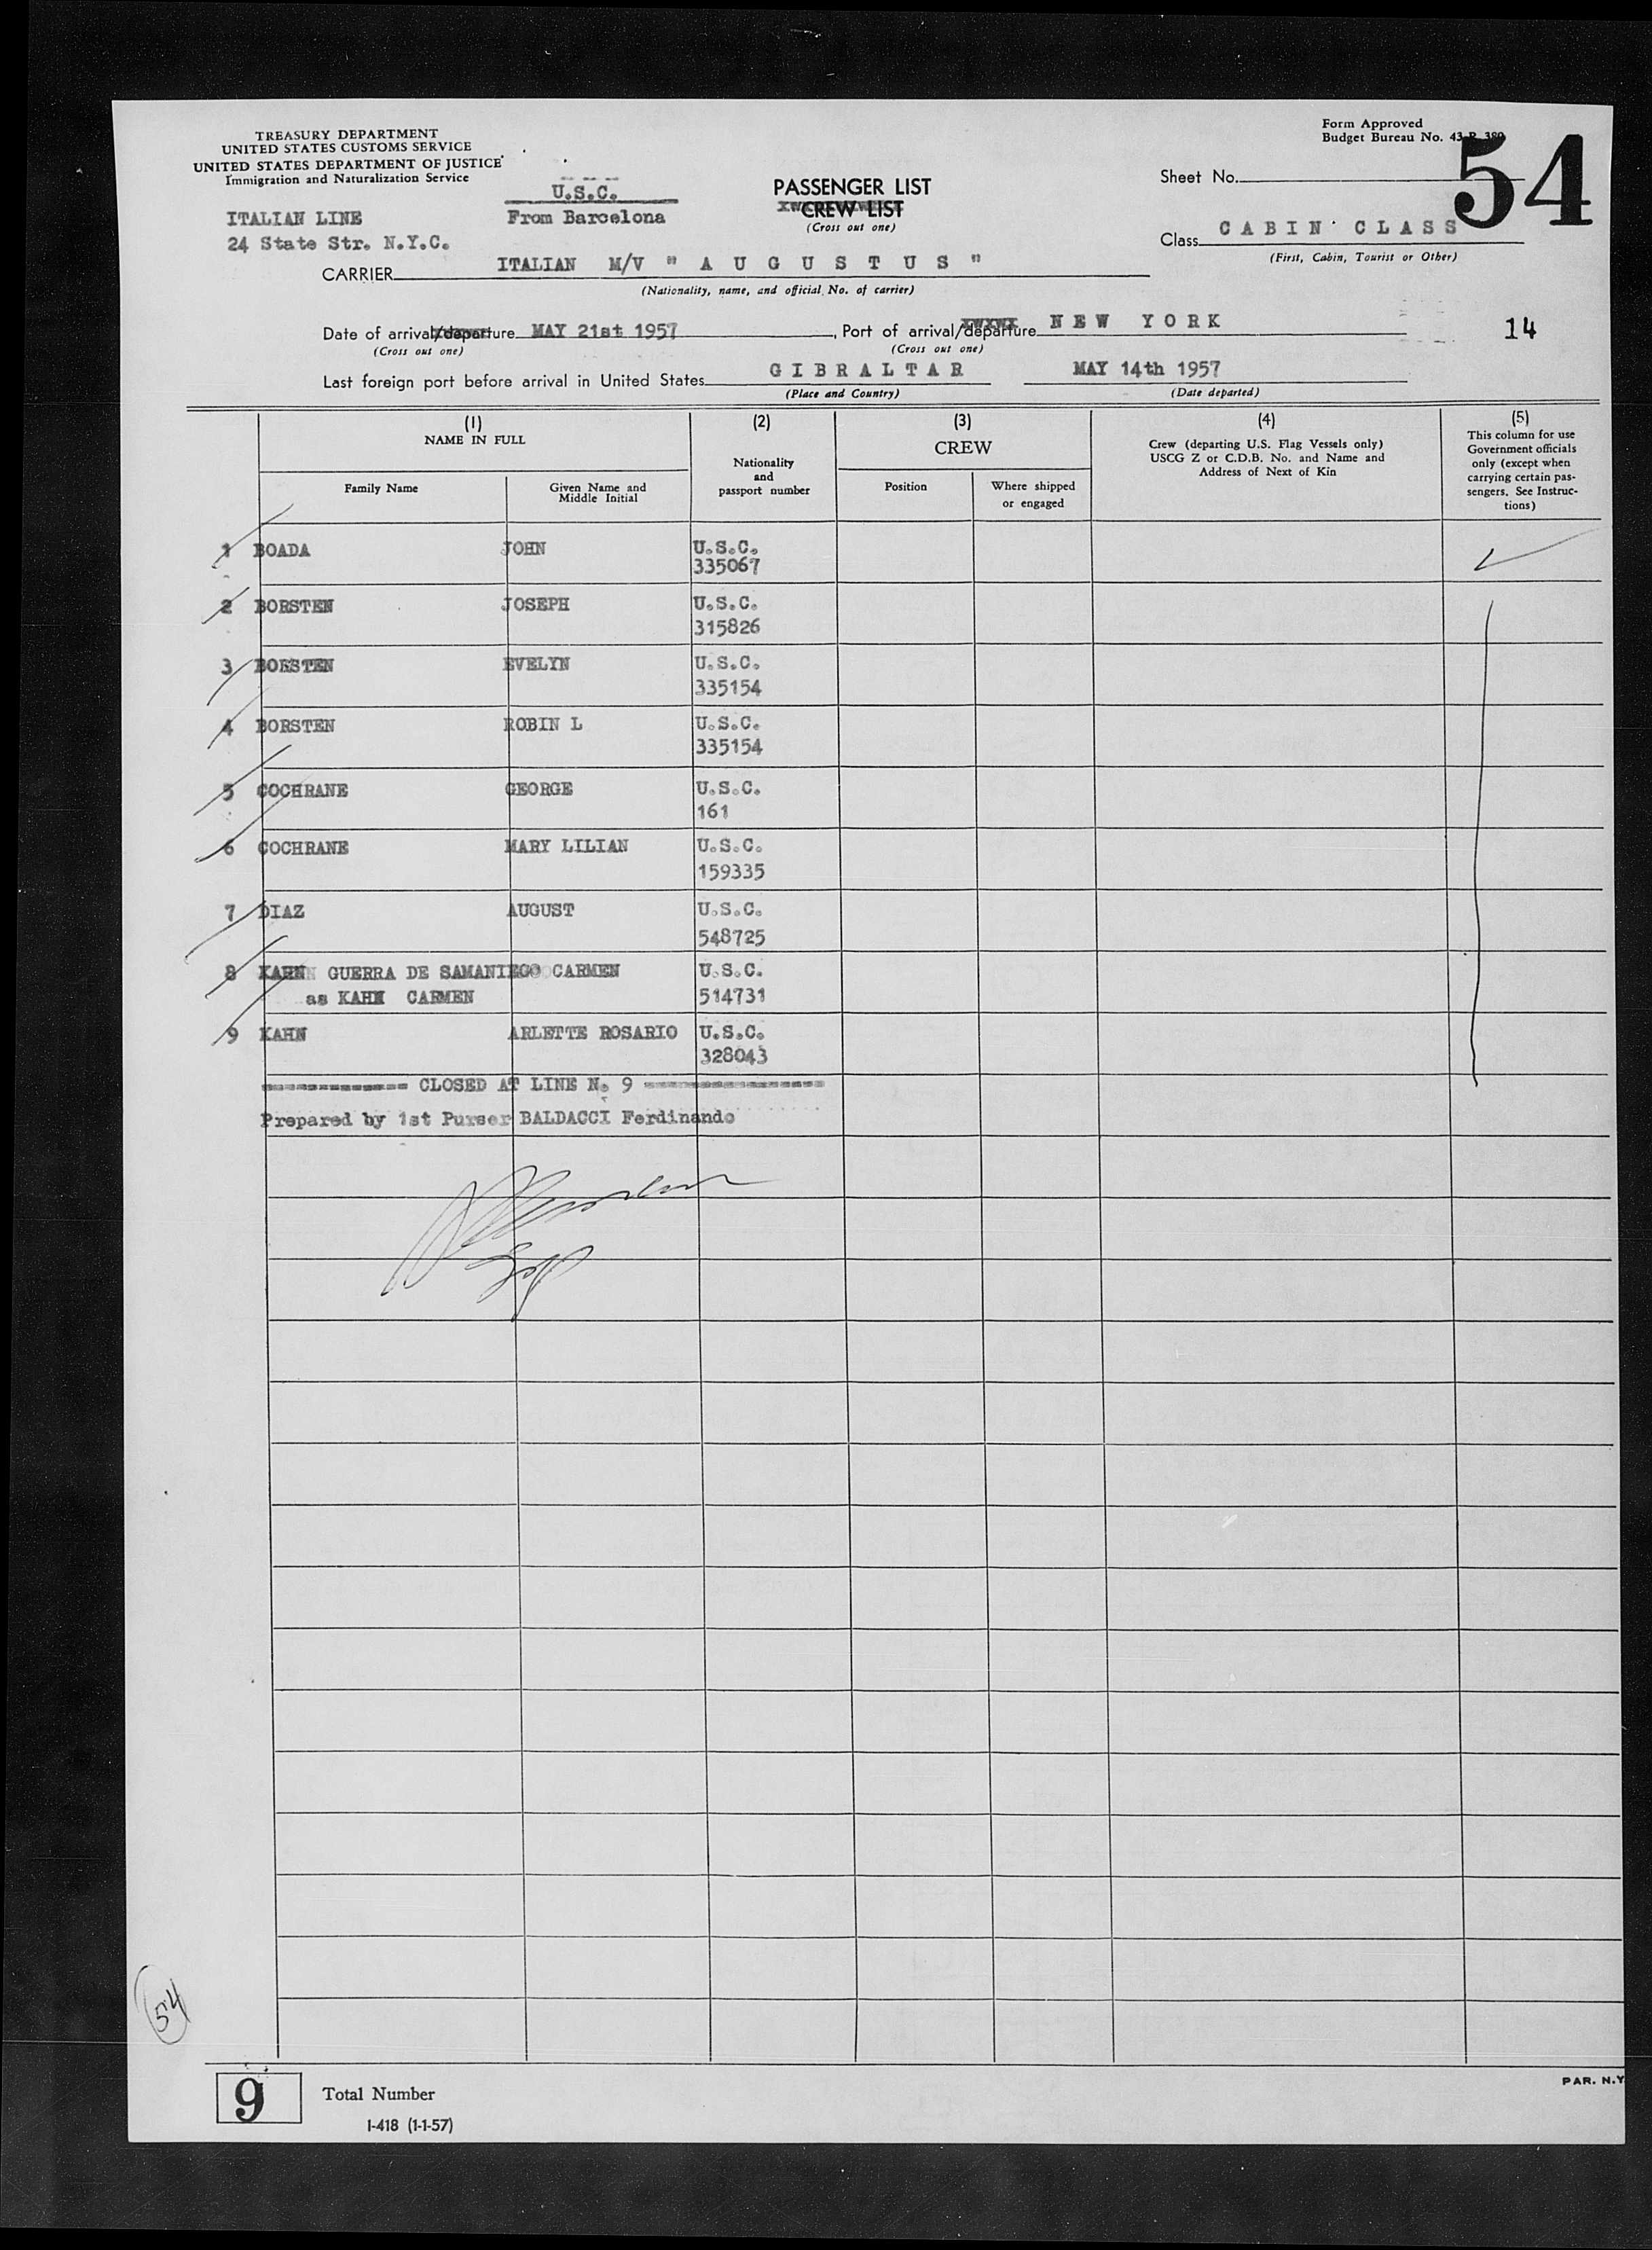 TREASURY DEPARTMENT
UNITED STATES CUSTOMS SERVICE
UNITED STATES DEPARTMENT OF JUSTICE
Immigration and Naturalization Service
Form Approved
Budget Bureau No. 43-R 380
54
Sheet No.
U.S.C.
From Barcelona
PASSENGER LIST
CREW LIST
(Cross out one)
ITALIAN LINE
24 State Str. N.Y.C.
Class CABIN CLASS
(First, Cabin, Tourist or Other)
CARRIER ITALIAN M/V " A U G U S T U S "
(Nationality, name, and official No. of carrier)
Date of arrival/departure MAY 21st 1957, Port of arrival/departure NEW YORK
(Cross out one) (Cross out one)
14
Last foreign port before arrival in United States GIBRALTAR MAY 14th 1957
(Place and Country) (Date departed)
(1) (2) (3) (4) (5)
NAME IN FULL
Family Name
Given Name and Middle Initial
Nationality and passport number
CREW
Position
Where shipped or engaged
Crew (departing U.S. Flag Vessels only)
USCG Z or C.D.B. No. and Name and
Address of Next of Kin
This column for use
Government officials
only (except when
carrying certain pas-
sengers. See Instruc-
tions)
1 BOADA JOHN U.S.C.
335067
2 BORSTEN JOSEPH U.S.C.
315826
3 BORSTEN EVELYN U.S.C.
335154
4 BORSTEN ROBIN L U.S.C.
335154
5 COCHRANE GEORGE U.S.C.
161
6 COCHRANE MARY LILIAN U.S.C.
159335
7 DIAZ AUGUST U.S.C.
548725
8 KAHN GUERRA DE SAMANIEGO CARMEN U.S.C.
as KAHN CARMEN 514731
9 KAHN ARLETTE ROSARIO U.S.C.
328043
CLOSED AT LINE N. 9
Prepared by 1st Purser BALDACCI Ferdinando
54
9 Total Number
I-418 (1-1-57)
PAR. N.Y